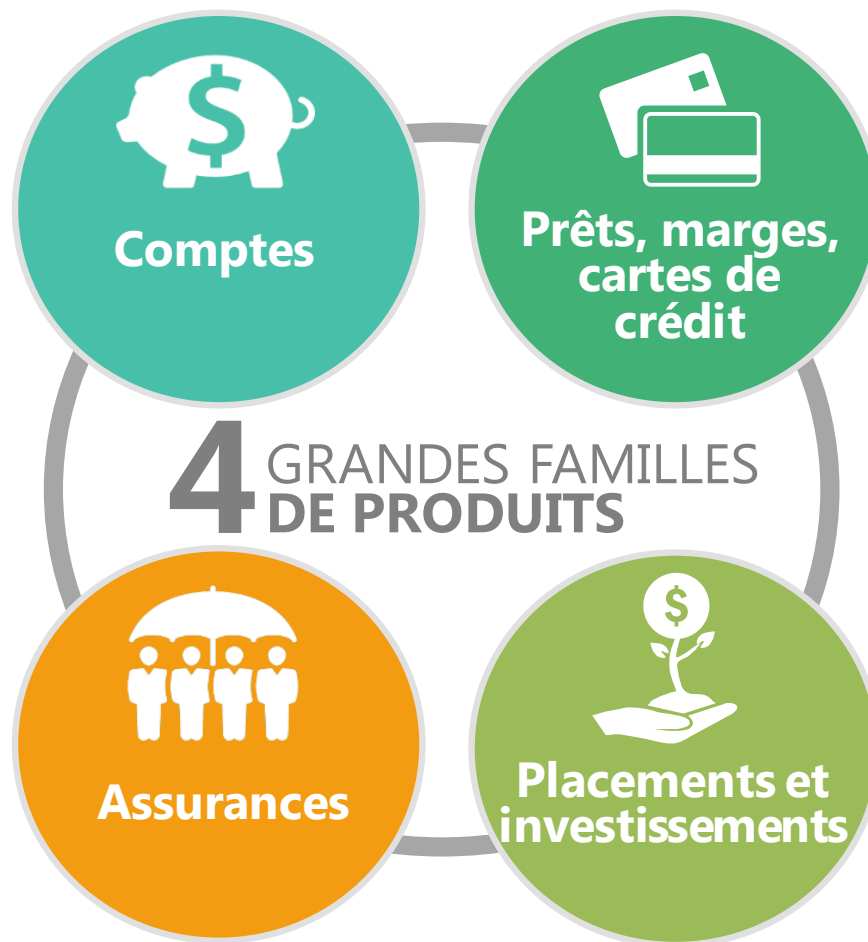 $
Comptes
Prêts, marges,
cartes de
crédit
4 GRANDES FAMILLES
DE PRODUITS
Assurances
$
Placements et
investissements